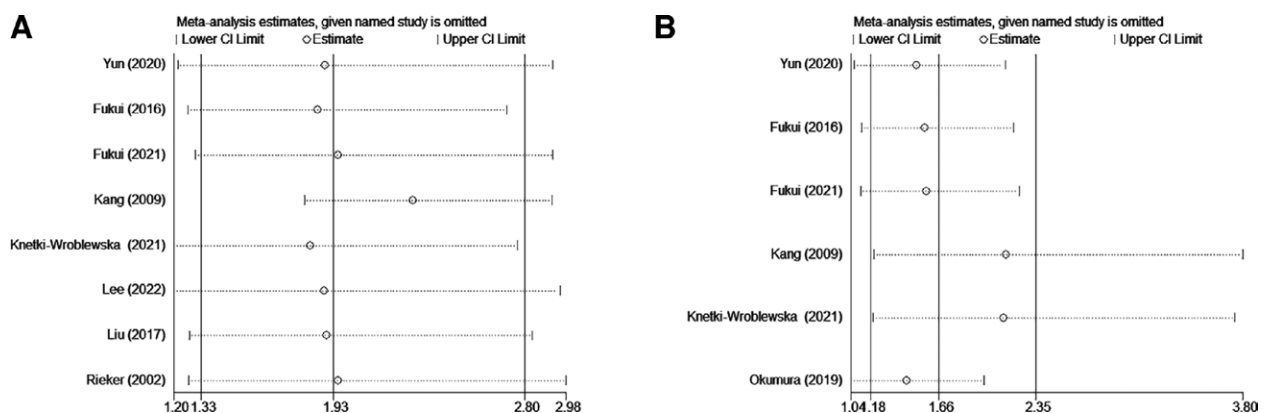 A
Meta-analysis estimates, given named study is omitted
| Lower CI Limit ○Estimate | Upper CI Limit
Yun (2020)
Fukui (2016)
Fukui (2021)
Kang (2009)
Knetki-Wroblewska (2021)
Lee (2022)
Liu (2017)
Rieker (2002)
1.201.33 1.93 2.80 2.98
B
Meta-analysis estimates, given named study is omitted
| Lower CI Limit ○Estimate | Upper CI Limit
Yun (2020)
Fukui (2016)
Fukui (2021)
Kang (2009)
Knetki-Wroblewska (2021)
Okumura (2019)
1.04.18 1.66 2.35 3.80